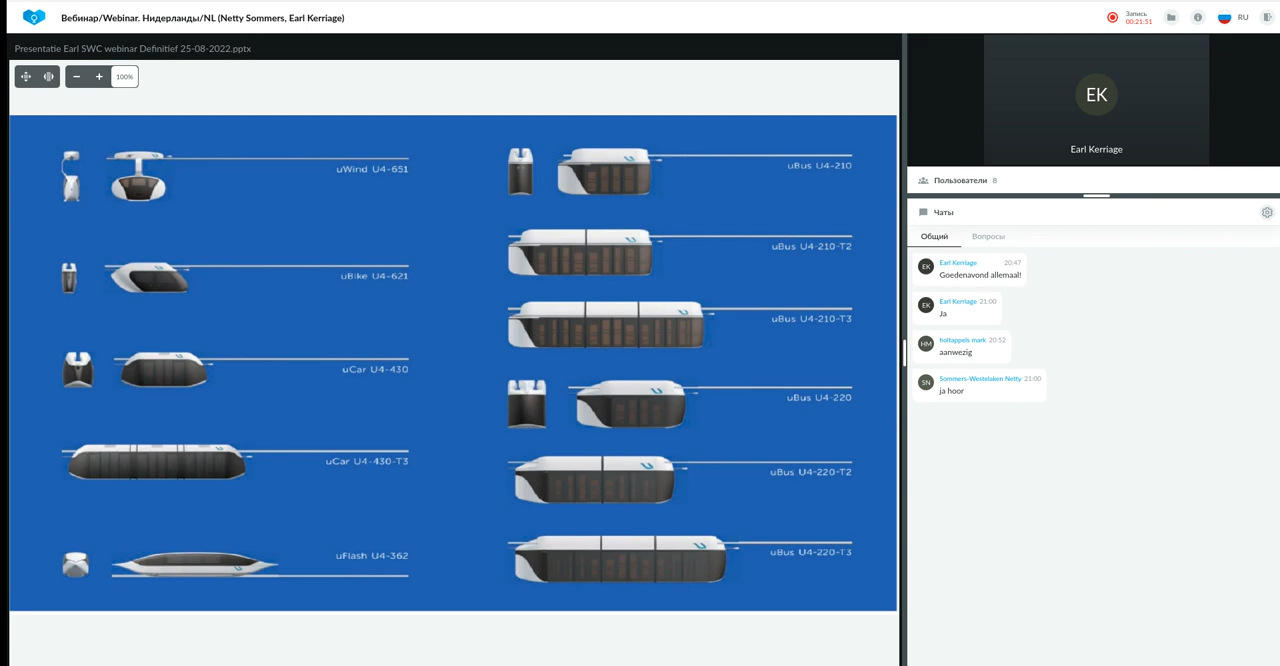 Вебинар/Webinar. Нидерланды/NL (Netty Sommers, Earl Kerriage)
Запись
00:21:51
RU
Presentatie Earl SWC webinar Definitief 25-08-2022.pptx
100%
uWind U4-651
uBike U4-621
uCar U4-430
uCar U4-430-T3
uFlash U4-362
uBus U4-210
uBus U4-210-T2
uBus U4-210-T3
uBus U4-220
uBus U4-220-T2
uBus U4-220-T3
EK
Earl Kerriage
Пользователи 8
Чаты
Общий Вопросы
EK Earl Kerriage 20:47
Goedenavond allemaal!
EK Earl Kerriage 21:00
Ja
HM holtappels mark 20:52
aanwezig
SN Sommers-Westelaken Netty 21:00
ja hoor